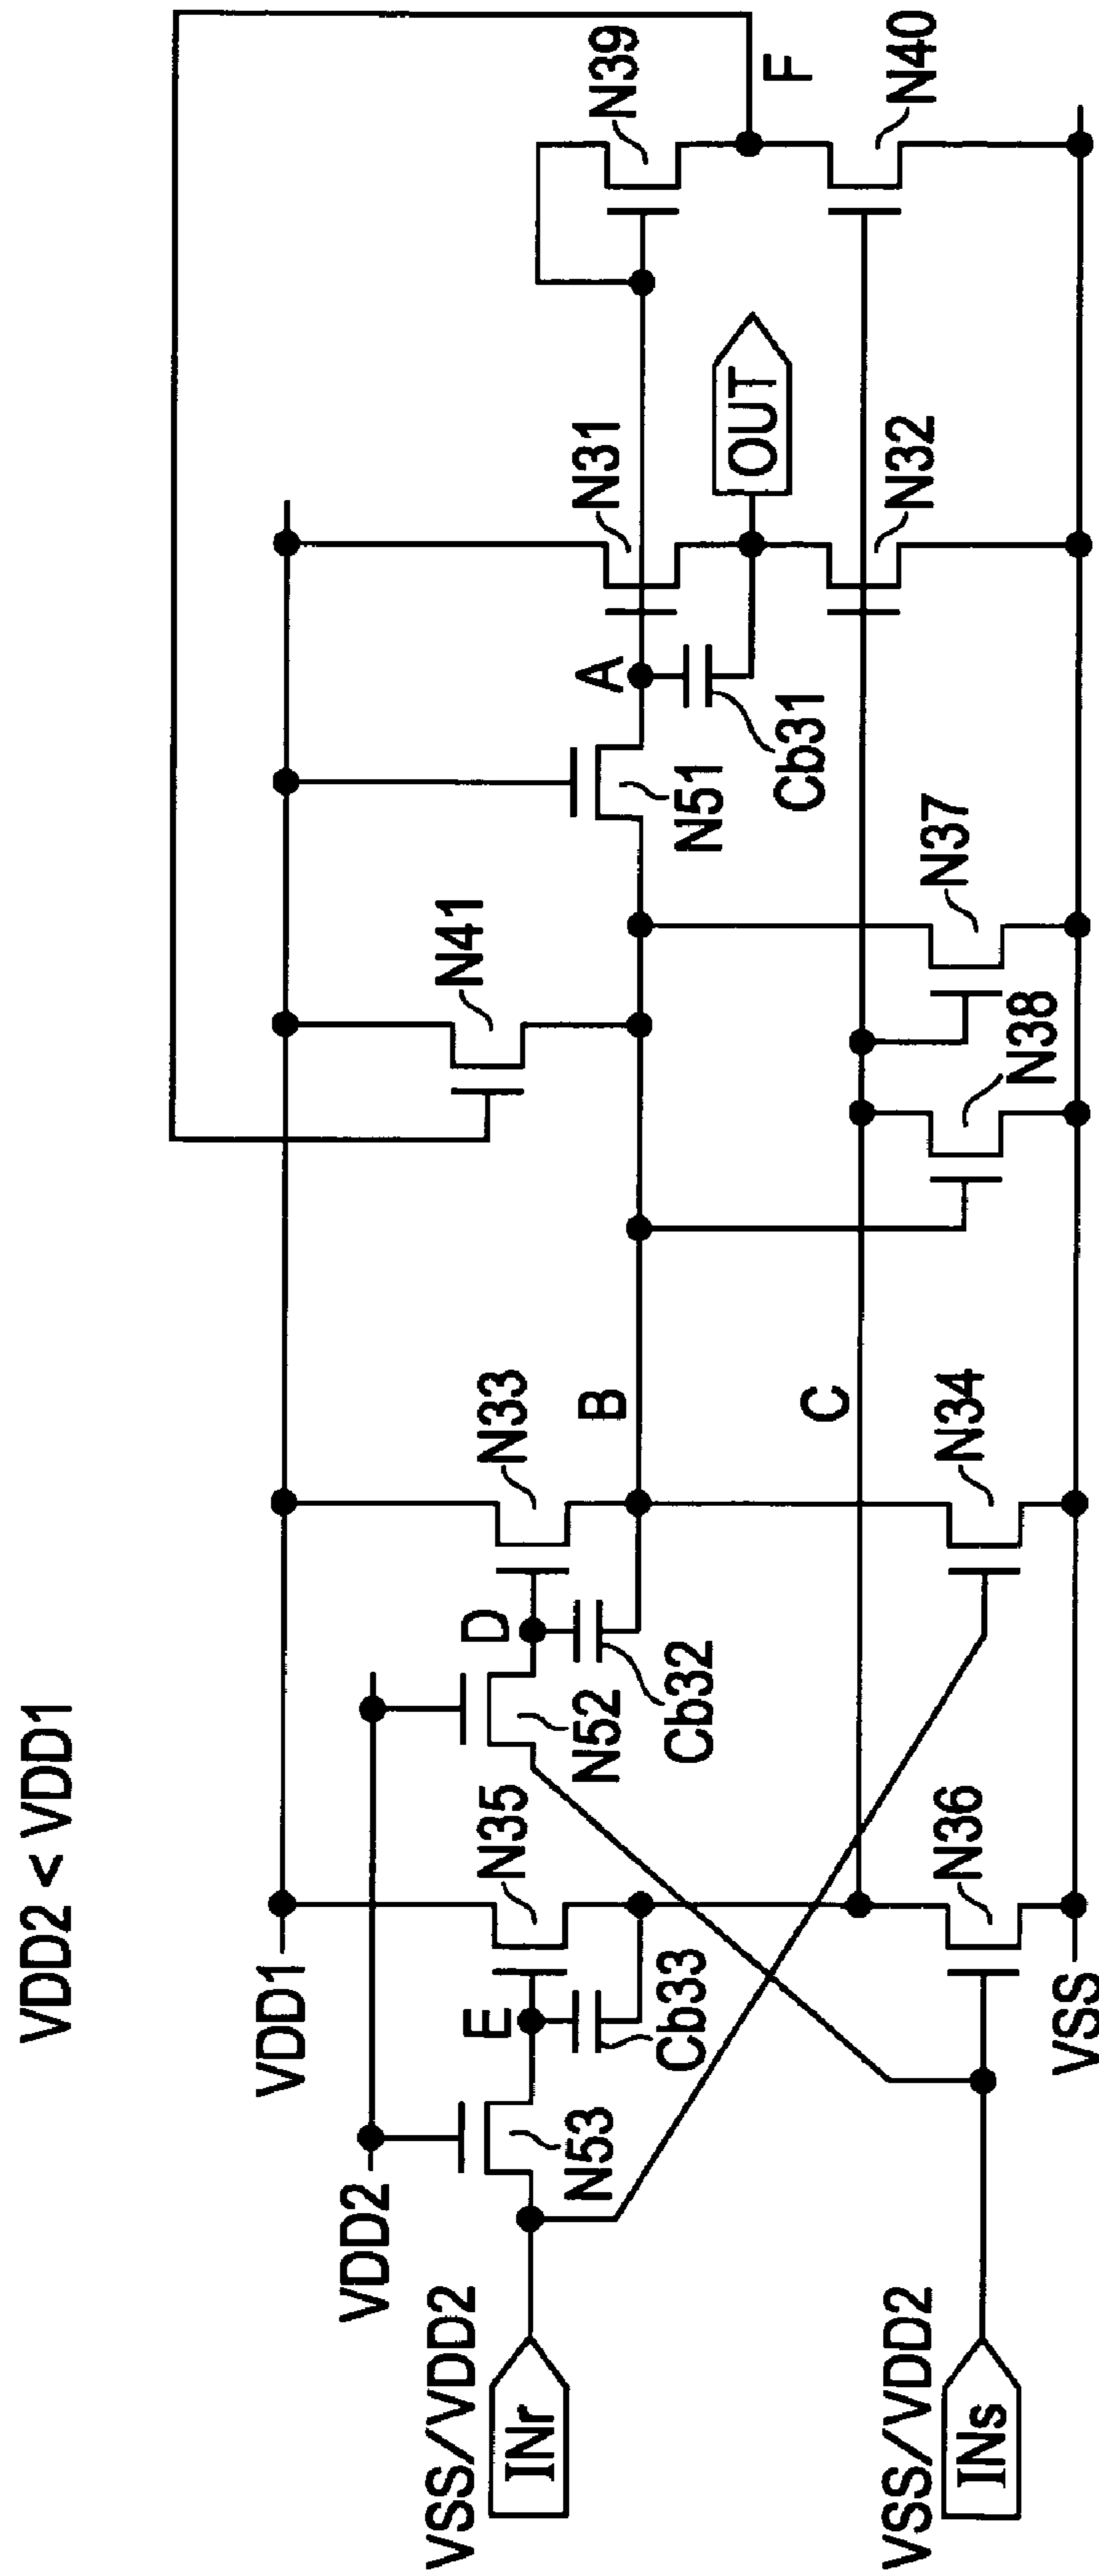 VDD2 < VDD1
VDD1
VDD2
VSS/VDD2
INr
VSS/VDD2
INs
VSS
N53
E
Cb33
N35
N36
N52
D
Cb32
N33
N34
B
C
N41
N38
N37
N51
A
Cb31
N31
OUT
N32
N39
F
N40